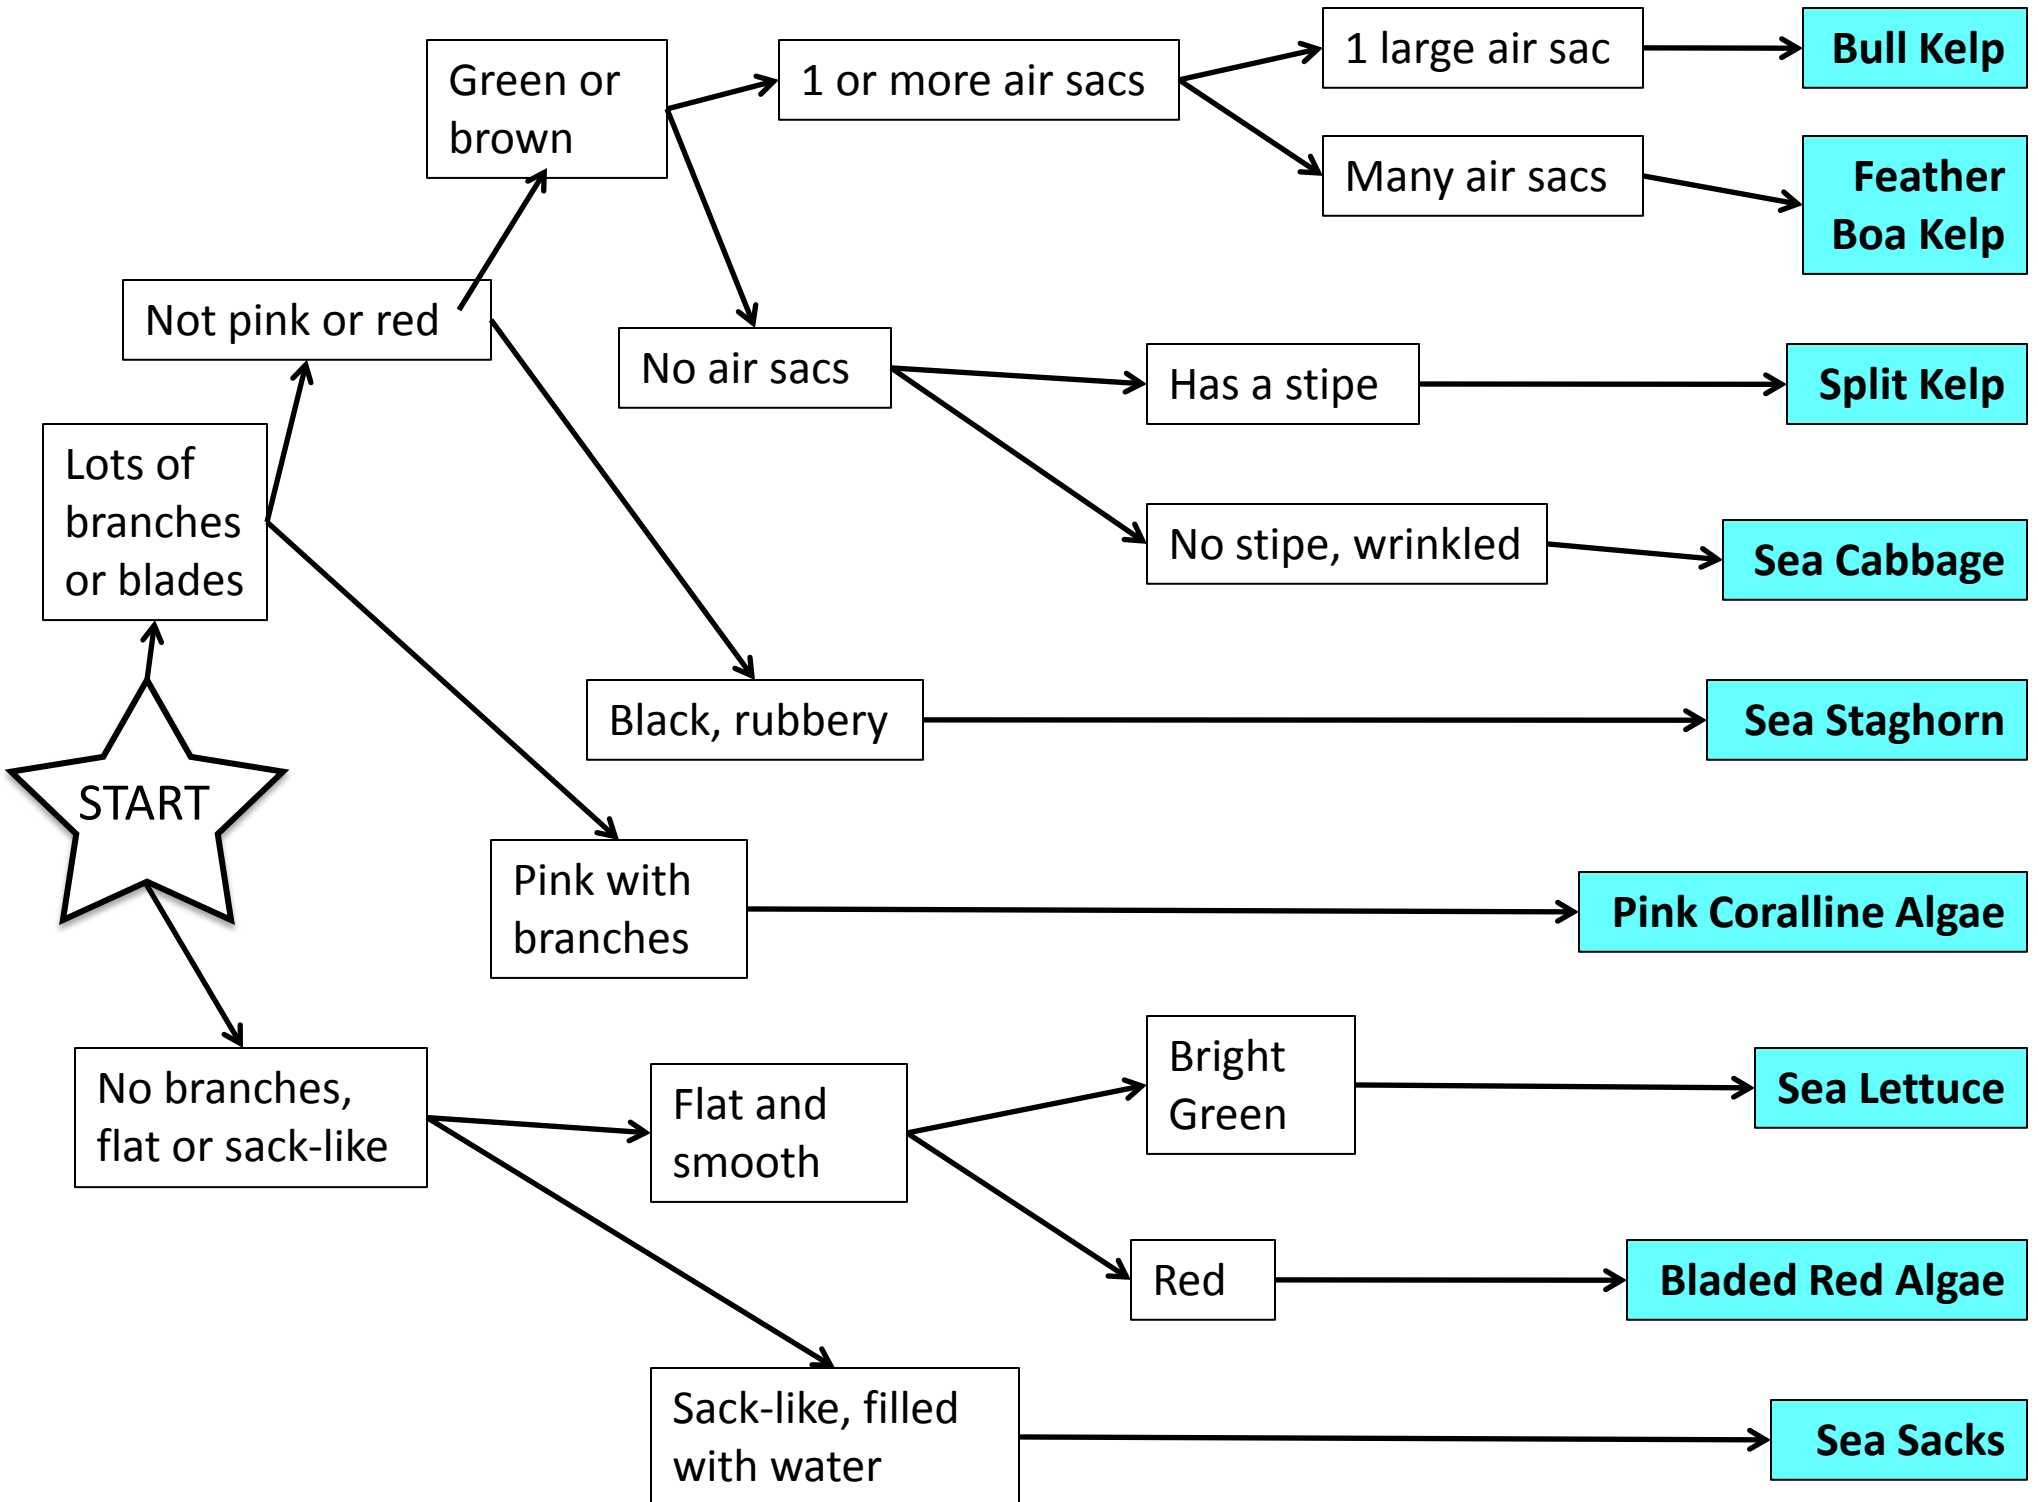 Green or
brown
1 or more air sacs
1 large air sac
Bull Kelp
Many air sacs
Feather
Boa Kelp
Not pink or red
No air sacs
Has a stipe
Split Kelp
Lots of
branches
or blades
No stipe, wrinkled
Sea Cabbage
Black, rubbery
Sea Staghorn
START
Pink with
branches
Pink Coralline Algae
No branches,
flat or sack-like
Flat and
smooth
Bright
Green
Sea Lettuce
Red
Bladed Red Algae
Sack-like, filled
with water
Sea Sacks